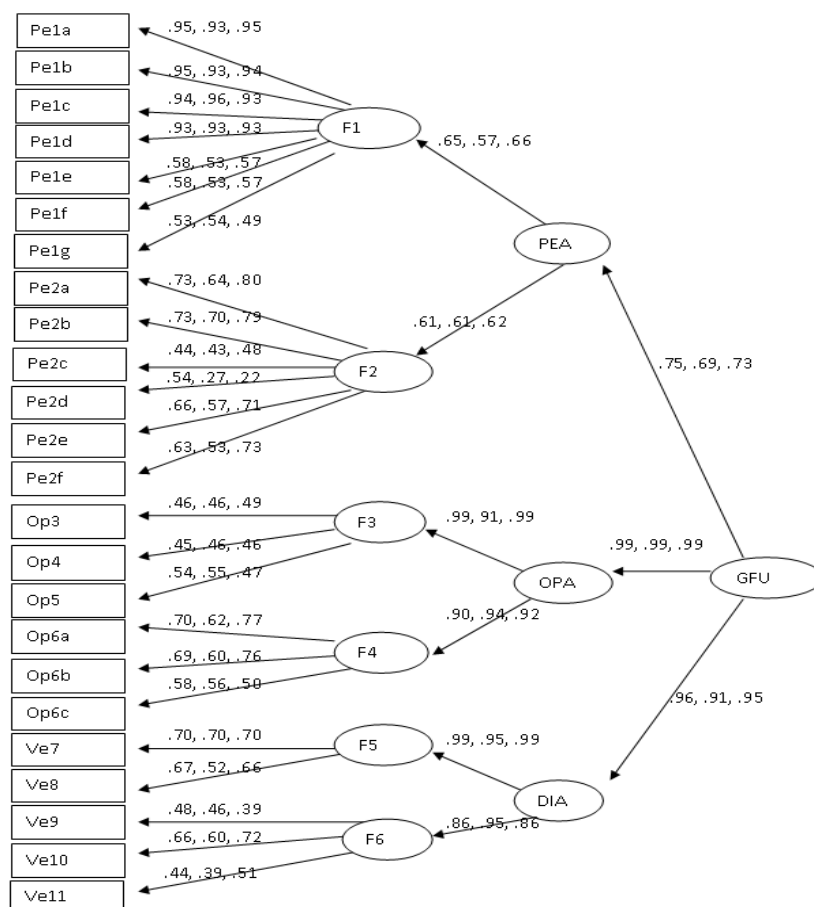 Pe1a
.95, .93, .95
Pe1b
.95, .93, .94
Pe1c
.94, .96, .93
Pe1d
.93, .93, .93
F1
.65, .57, .66
Pe1e
.58, .53, .57
.58, .53, .57
Pe1f
.53, .54, .49
Pe1g
PEA
Pe2a
.73, .64, .80
Pe2b
.73, .70, .79
.61, .61, .62
Pe2c
.44, .43, .48
F2
.75, .69, .73
.54, .27, .22
Pe2d
.66, .57, .71
Pe2e
.63, .53, .73
Pe2f
Op3
.46, .46, .49
F3
.99, 91, .99
Op4
.45, .46, .46
.99, .99, .99
Op5
.54, .55, .47
OPA
GFU
Op6a
.70, .62, .77
.90, .94, .92
Op6b
.69, .60, .76
F4
Op6c
.58, .56, .50
.96, .91, .95
Ve7
.70, .70, .70
F5
.99, .95, .99
Ve8
.67, .52, .66
DIA
Ve9
.48, .46, .39
.86, .95, .86
Ve10
.66, .60, .72
F6
.44, .39, .51
Ve11